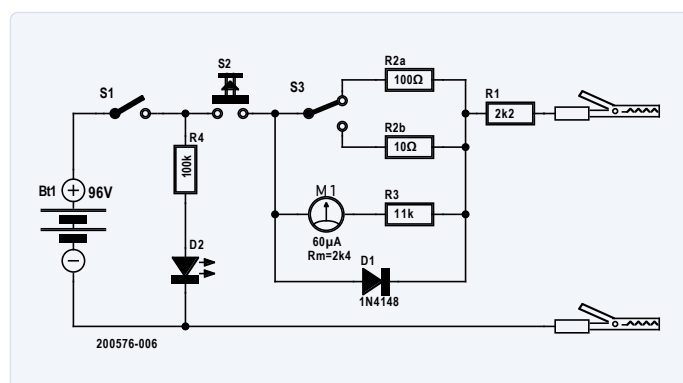 R2a
S2
100Ω
S1
S3
R1
2k2
R4
R2b
100k
10Ω
Bt1
96V
M1
R3
11k
60µA
Rm=2k4
D2
D1
1N4148
200576-006